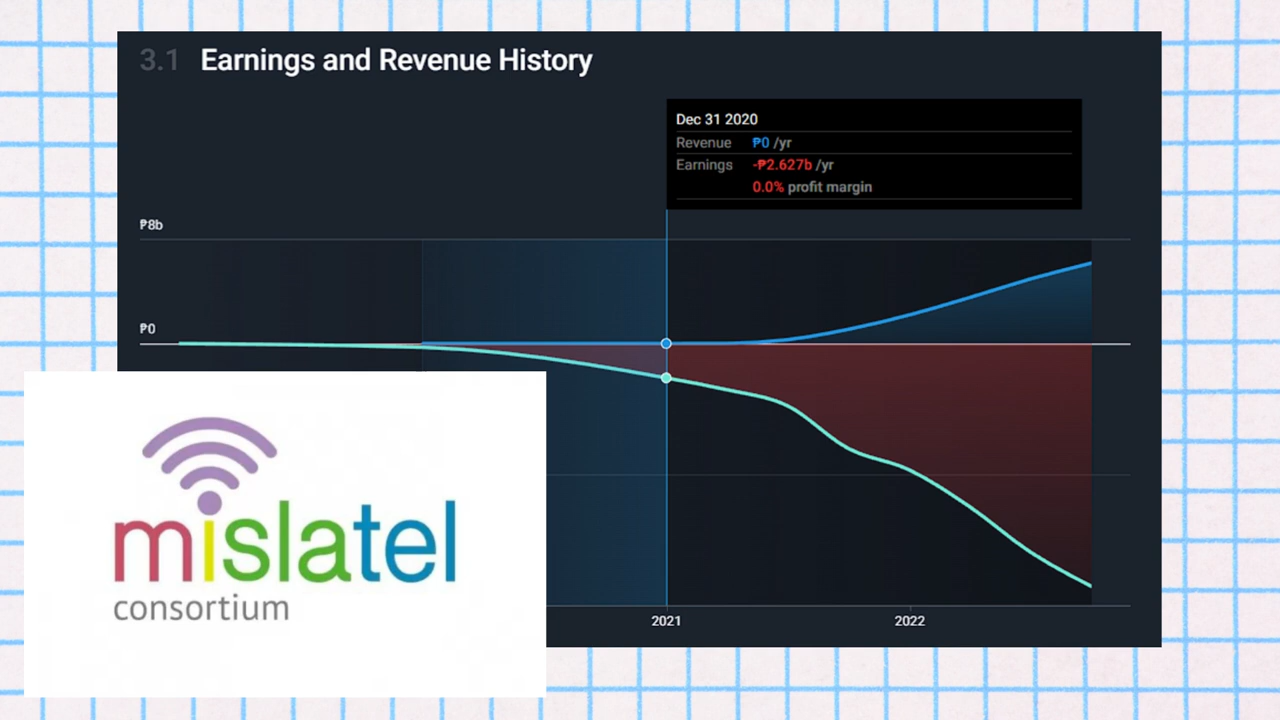 3.1 Earnings and Revenue History
Dec 31 2020
Revenue ₱0 /yr
Earnings -₱2.627b /yr
0.0% profit margin
₱8b
₱0
2021 2022
mislatel
consortium